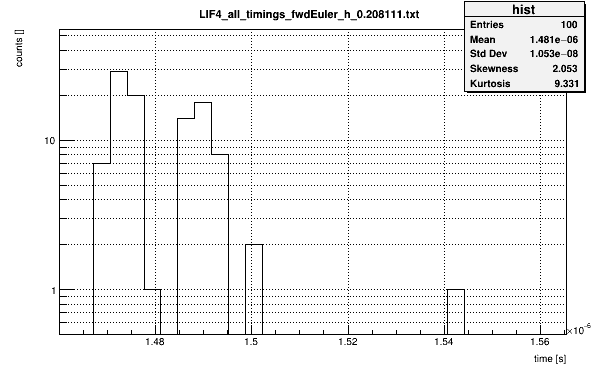 LIF4_all_timings_fwdEuler_h_0.208111.txt
hist
Entries 100
Mean 1.481e−06
Std Dev 1.053e−08
Skewness 2.053
Kurtosis 9.331
counts []
10
1
1.48 1.5 1.52 1.54 1.56
×10^−6
time [s]